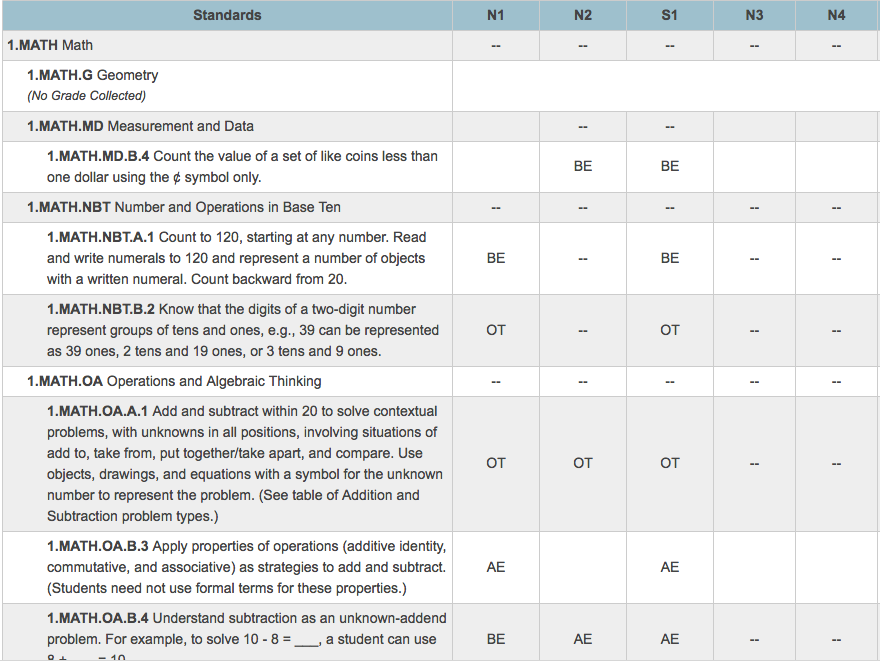 Standards N1 N2 S1 N3 N4
1.MATH Math -- -- -- -- --
1.MATH.G Geometry
(No Grade Collected)
1.MATH.MD Measurement and Data -- --
1.MATH.MD.B.4 Count the value of a set of like coins less than
one dollar using the ¢ symbol only.
BE BE
1.MATH.NBT Number and Operations in Base Ten -- -- -- -- --
1.MATH.NBT.A.1 Count to 120, starting at any number. Read
and write numerals to 120 and represent a number of objects
with a written numeral. Count backward from 20.
BE -- BE -- --
1.MATH.NBT.B.2 Know that the digits of a two-digit number
represent groups of tens and ones, e.g., 39 can be represented
as 39 ones, 2 tens and 19 ones, or 3 tens and 9 ones.
OT -- OT -- --
1.MATH.OA Operations and Algebraic Thinking -- -- -- -- --
1.MATH.OA.A.1 Add and subtract within 20 to solve contextual
problems, with unknowns in all positions, involving situations of
add to, take from, put together/take apart, and compare. Use
objects, drawings, and equations with a symbol for the unknown
number to represent the problem. (See table of Addition and
Subtraction problem types.)
OT OT OT -- --
1.MATH.OA.B.3 Apply properties of operations (additive identity,
commutative, and associative) as strategies to add and subtract.
(Students need not use formal terms for these properties.)
AE AE
1.MATH.OA.B.4 Understand subtraction as an unknown-addend
problem. For example, to solve 10 - 8 = ___, a student can use
8 + ___ = 10
BE AE AE -- --